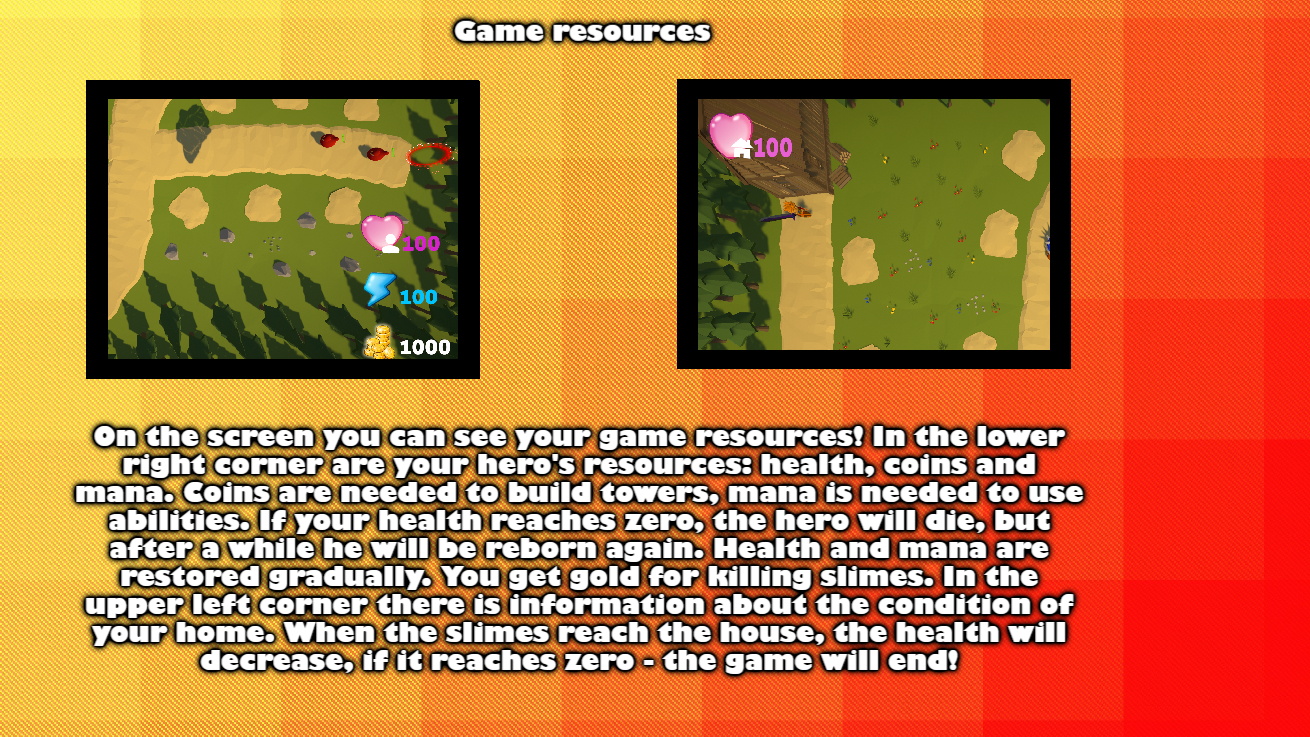 Game resources
100
100
1000
100
On the screen you can see your game resources! In the lower
right corner are your hero's resources: health, coins and
mana. Coins are needed to build towers, mana is needed to use
abilities. If your health reaches zero, the hero will die, but
after a while he will be reborn again. Health and mana are
restored gradually. You get gold for killing slimes. In the
upper left corner there is information about the condition of
your home. When the slimes reach the house, the health will
decrease, if it reaches zero - the game will end!